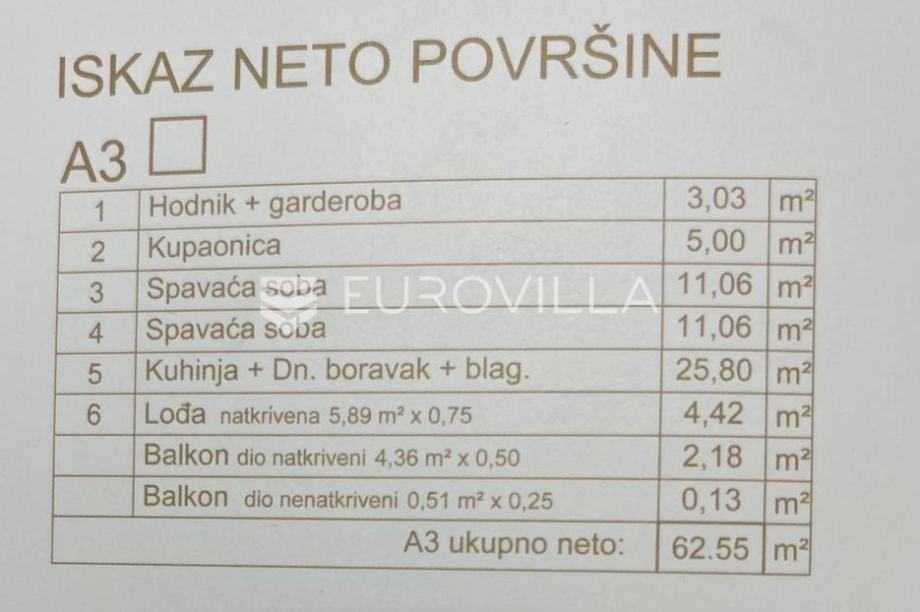 ISKAZ NETO POVRŠINE
A3
1 Hodnik + garderoba 3,03 m²
2 Kupaonica 5,00 m²
3 Spavaća soba 11,06 m²
EUROVILLA
4 Spavaća soba 11,06 m²
5 Kuhinja + Dn. boravak + blag. 25,80 m²
6 Lođa natkrivena 5,89 m² x 0,75 4,42 m²
Balkon dio natkriveni 4,36 m² x 0,50 2,18 m²
Balkon dio nenatkriveni 0,51 m² x 0,25 0,13 m²
A3 ukupno neto: 62.55 m²